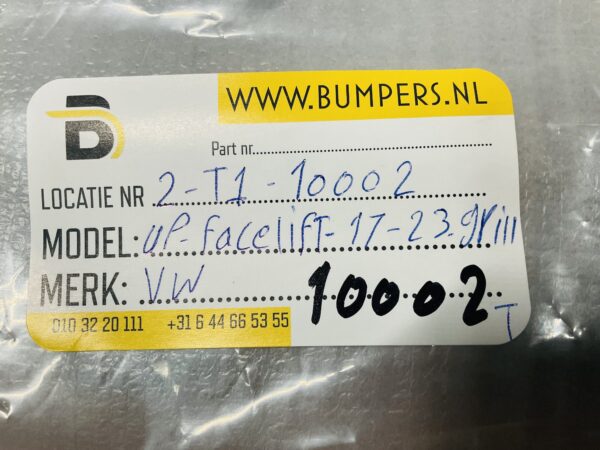 WWW.BUMPERS.NL
B
Part nr.
LOCATIE NR 2-T1-10002
MODEL: UP-facelift-17-23-grill
MERK: VW
10002
T
010 32 20 111 +31 6 44 66 53 55